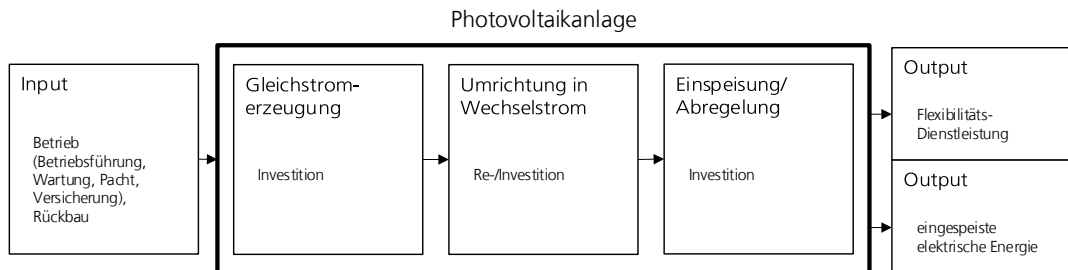 Photovoltaikanlage
Input
Betrieb
(Betriebsführung,
Wartung, Pacht,
Versicherung),
Rückbau
Gleichstrom-
erzeugung
Investition
Umrichtung in
Wechselstrom
Re-/Investition
Einspeisung/
Abregelung
Investition
Output
Flexibilitäts-
Dienstleistung
Output
eingespeiste
elektrische Energie